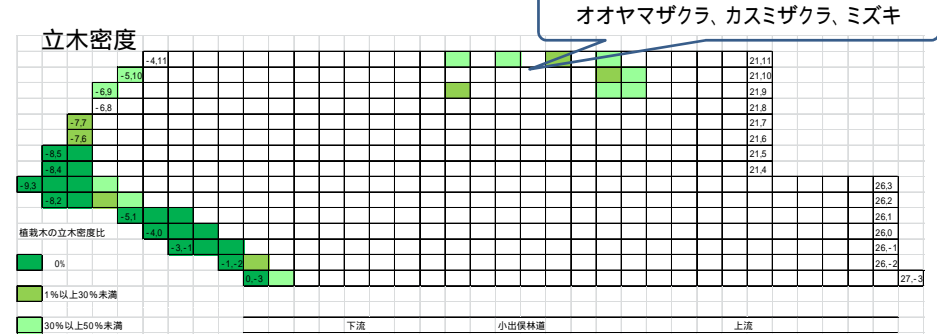 オオヤマザクラ、カスミザクラ、ミズキ
立木密度
-4,11 21,11
-5,10 21,10
-6,9 21,9
-6,8 21,8
-7,7 21,7
-7,6 21,6
-8,5 21,5
-8,4 21,4
-9,3 26,3
-8,2 26,2
-5,1 26,1
植栽木の立木密度比 -4,0 26,0
-3,-1 26,-1
0% -1,-2 26,-2
0,-3 27,-3
1%以上30%未満
30%以上50%未満 下流 小出俣林道 上流